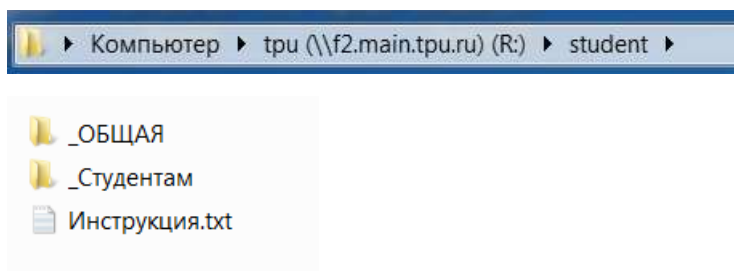 Компьютер tpu (\\f2.main.tpu.ru) (R:) student
_ОБЩАЯ
_Студентам
Инструкция.txt